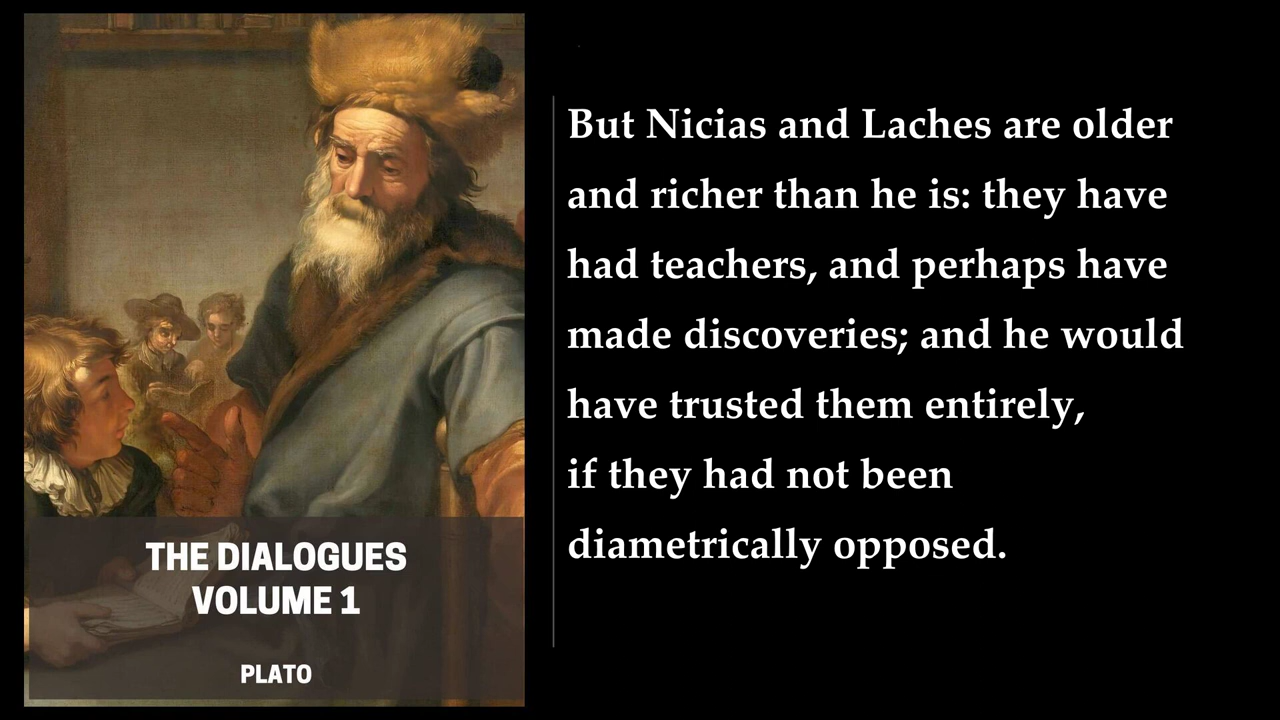 But Nicias and Laches are older
and richer than he is: they have
had teachers, and perhaps have
made discoveries; and he would
have trusted them entirely,
if they had not been
diametrically opposed.
THE DIALOGUES
VOLUME 1
PLATO